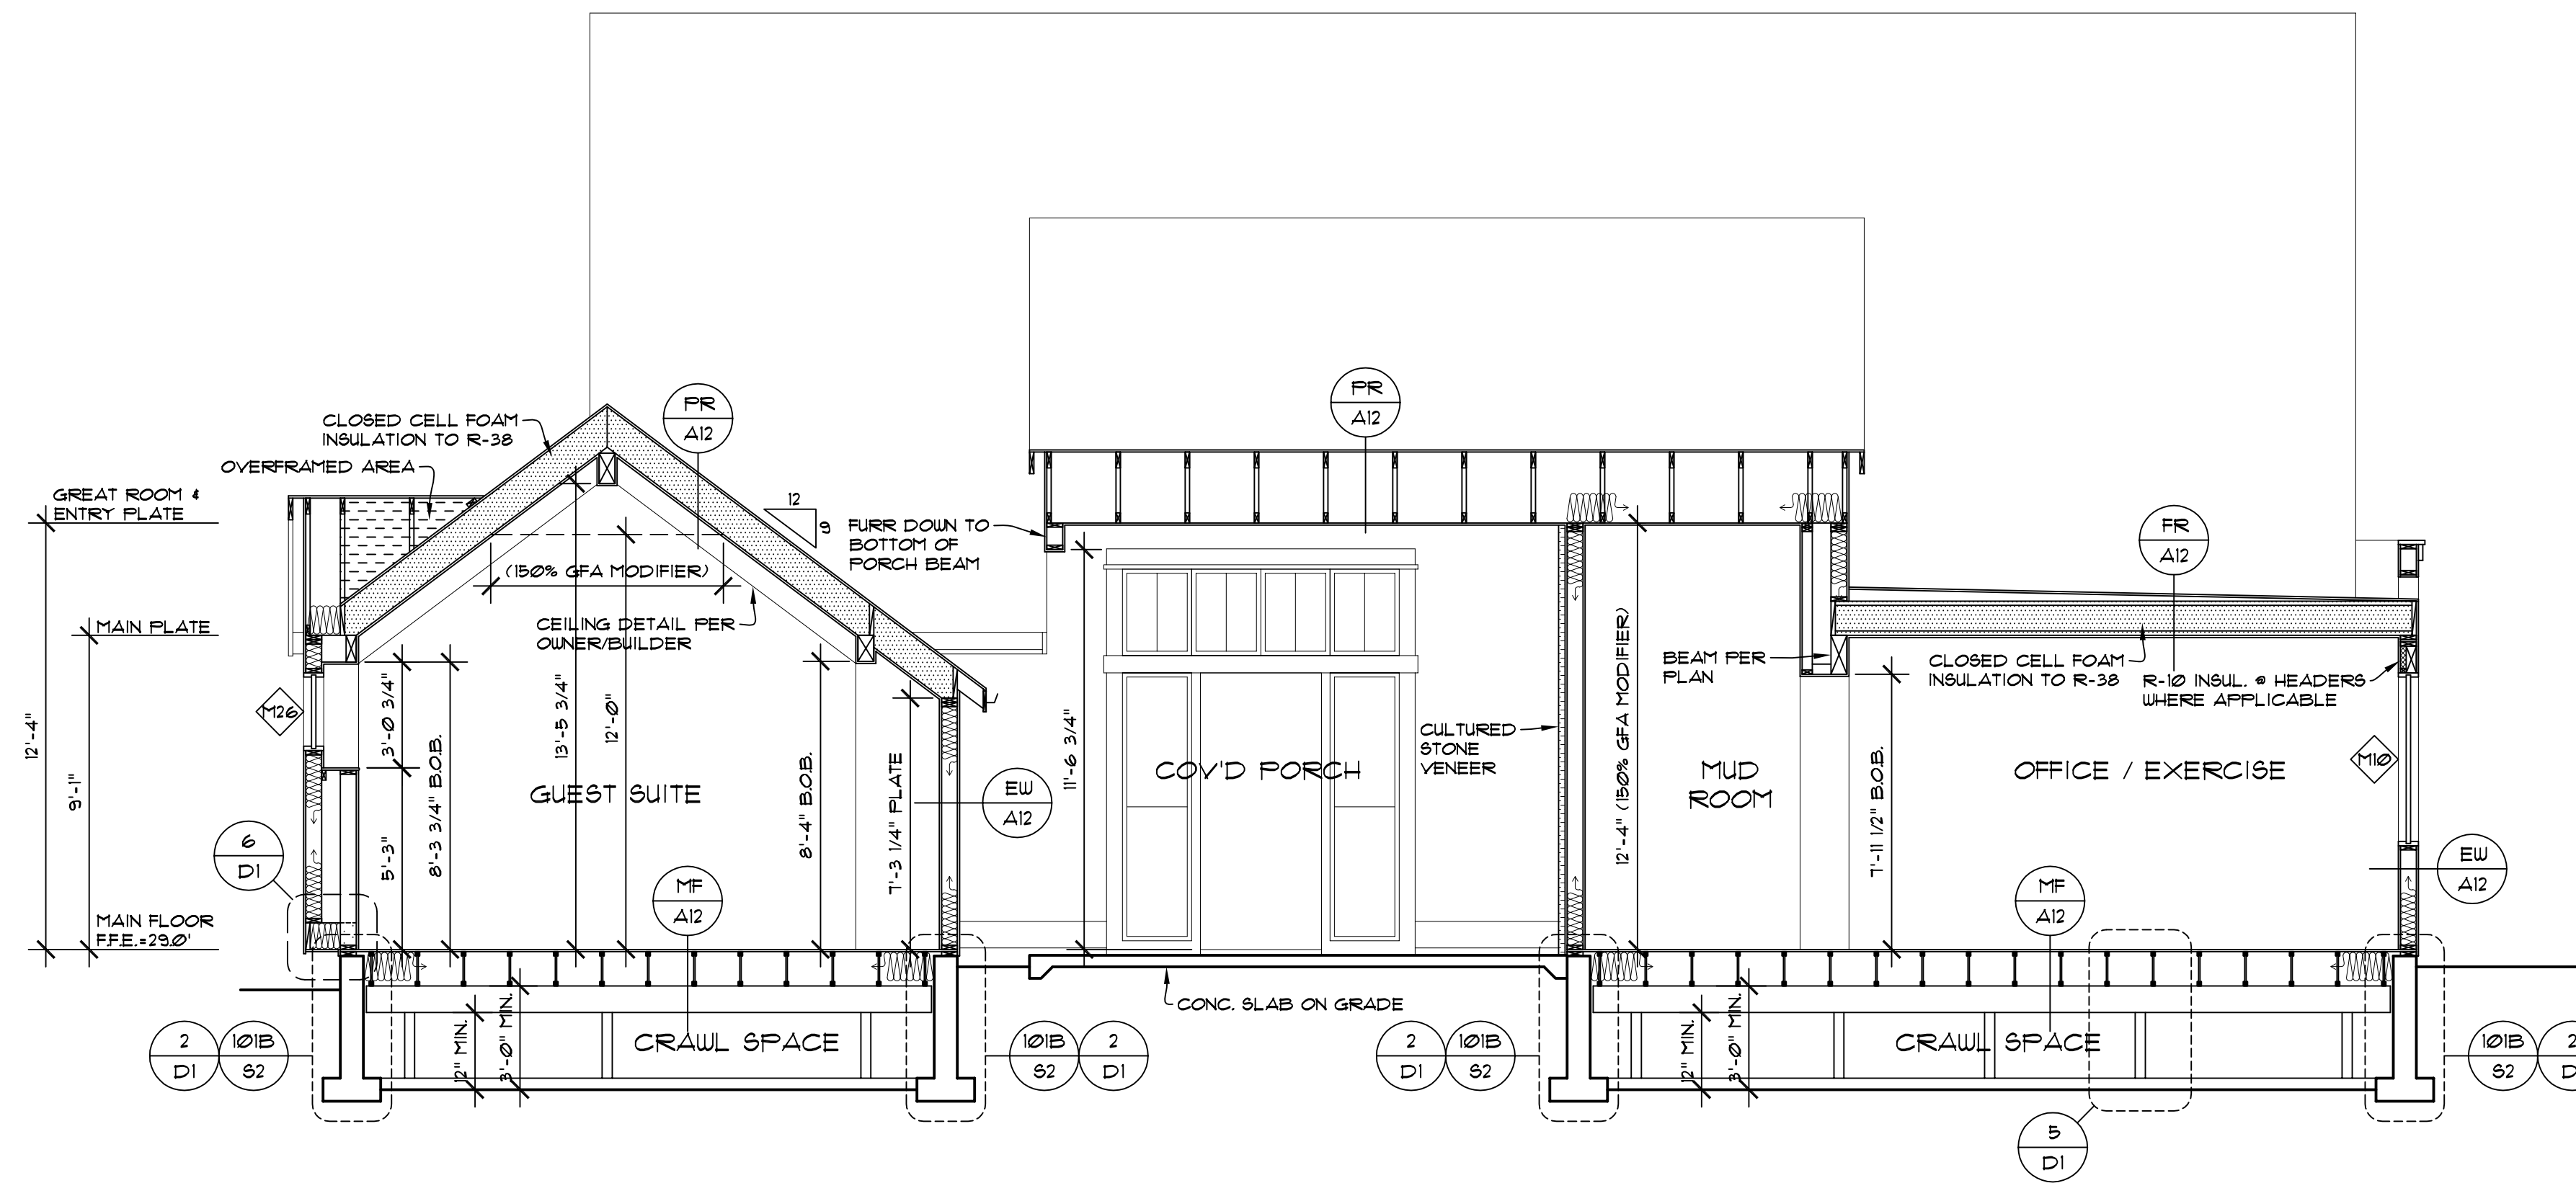 PR
A12
PR
A12
CLOSED CELL FOAM
INSULATION TO R-38
OVERFRAMED AREA
GREAT ROOM &
ENTRY PLATE
12
9
FURR DOWN TO
BOTTOM OF
PORCH BEAM
FR
A12
(150% GFA MODIFIER)
CEILING DETAIL PER
OWNER/BUILDER
MAIN PLATE
BEAM PER
PLAN
CLOSED CELL FOAM
INSULATION TO R-38
R-10 INSUL. @ HEADERS
WHERE APPLICABLE
M26
12'-4"
9'-1"
3'-0 3/4"
5'-3"
8'-3 3/4" B.O.B.
13'-5 3/4"
12'-0"
8'-4" B.O.B.
7'-3 1/4" PLATE
11'-6 3/4"
12'-4" (150% GFA MODIFIER)
7'-11 1/2" B.O.B.
CULTURED
STONE
VENEER
M10
GUEST SUITE
COV'D PORCH
MUD
ROOM
OFFICE / EXERCISE
EW
A12
6
D1
MF
A12
MF
A12
EW
A12
MAIN FLOOR
F.F.E.=29.0'
CONC. SLAB ON GRADE
12" MIN.
3'-0" MIN.
CRAWL SPACE
12" MIN.
3'-0" MIN.
CRAWL SPACE
2
D1
101B
S2
101B
S2
2
D1
2
D1
101B
S2
101B
S2
2
5
D1